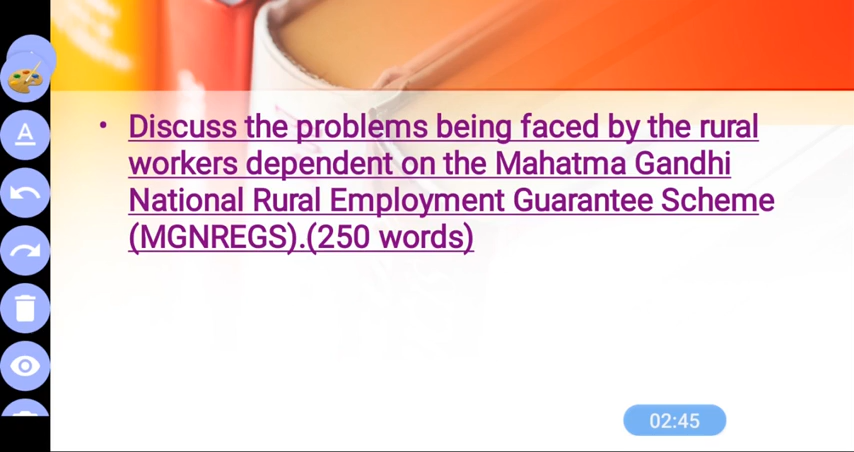 • Discuss the problems being faced by the rural
workers dependent on the Mahatma Gandhi
National Rural Employment Guarantee Scheme
(MGNREGS).(250 words)
A
02:45